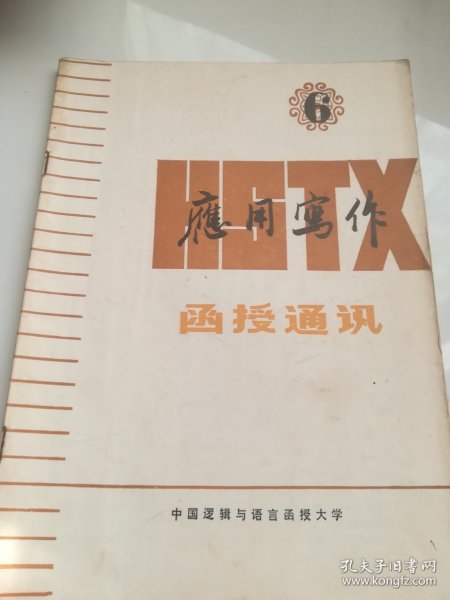 6
HSTX
應用寫作
函授通讯
中国逻辑与语言函授大学
孔夫子旧书网
www.kongfz.com